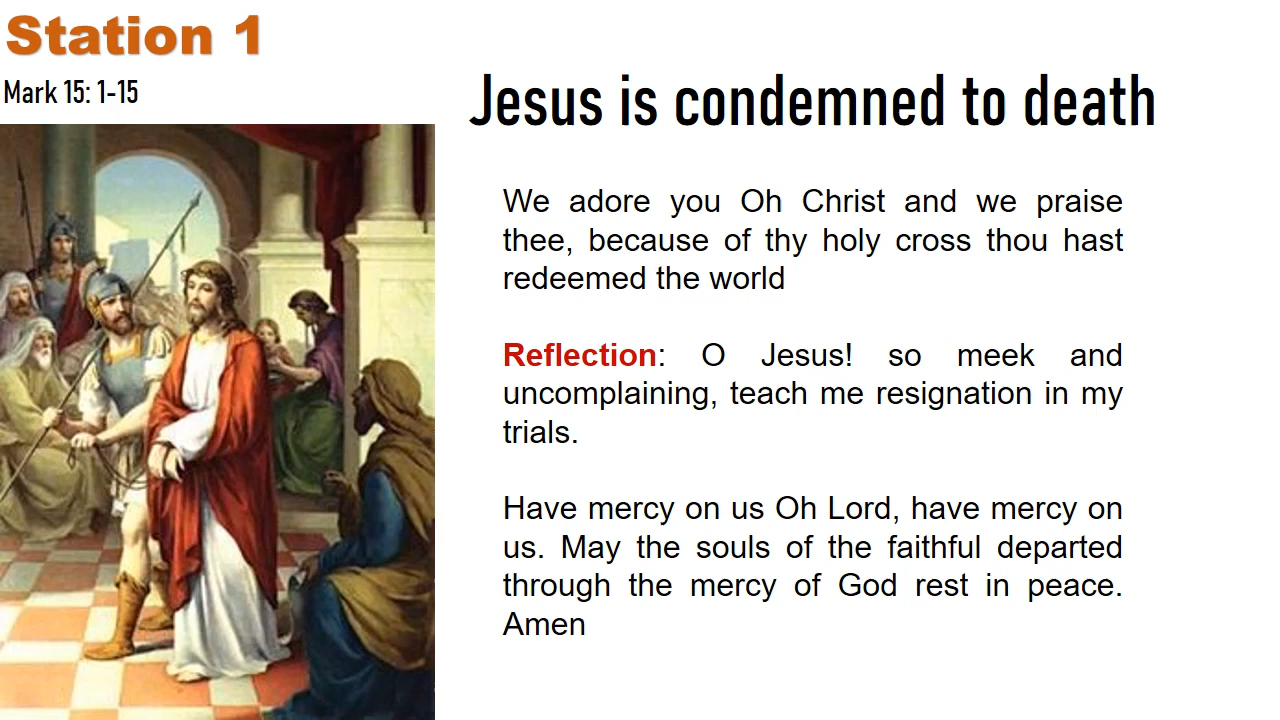 Station 1
Mark 15: 1-15
Jesus is condemned to death
We adore you Oh Christ and we praise
thee, because of thy holy cross thou hast
redeemed the world
Reflection: O Jesus! so meek and
uncomplaining, teach me resignation in my
trials.
Have mercy on us Oh Lord, have mercy on
us. May the souls of the faithful departed
through the mercy of God rest in peace.
Amen